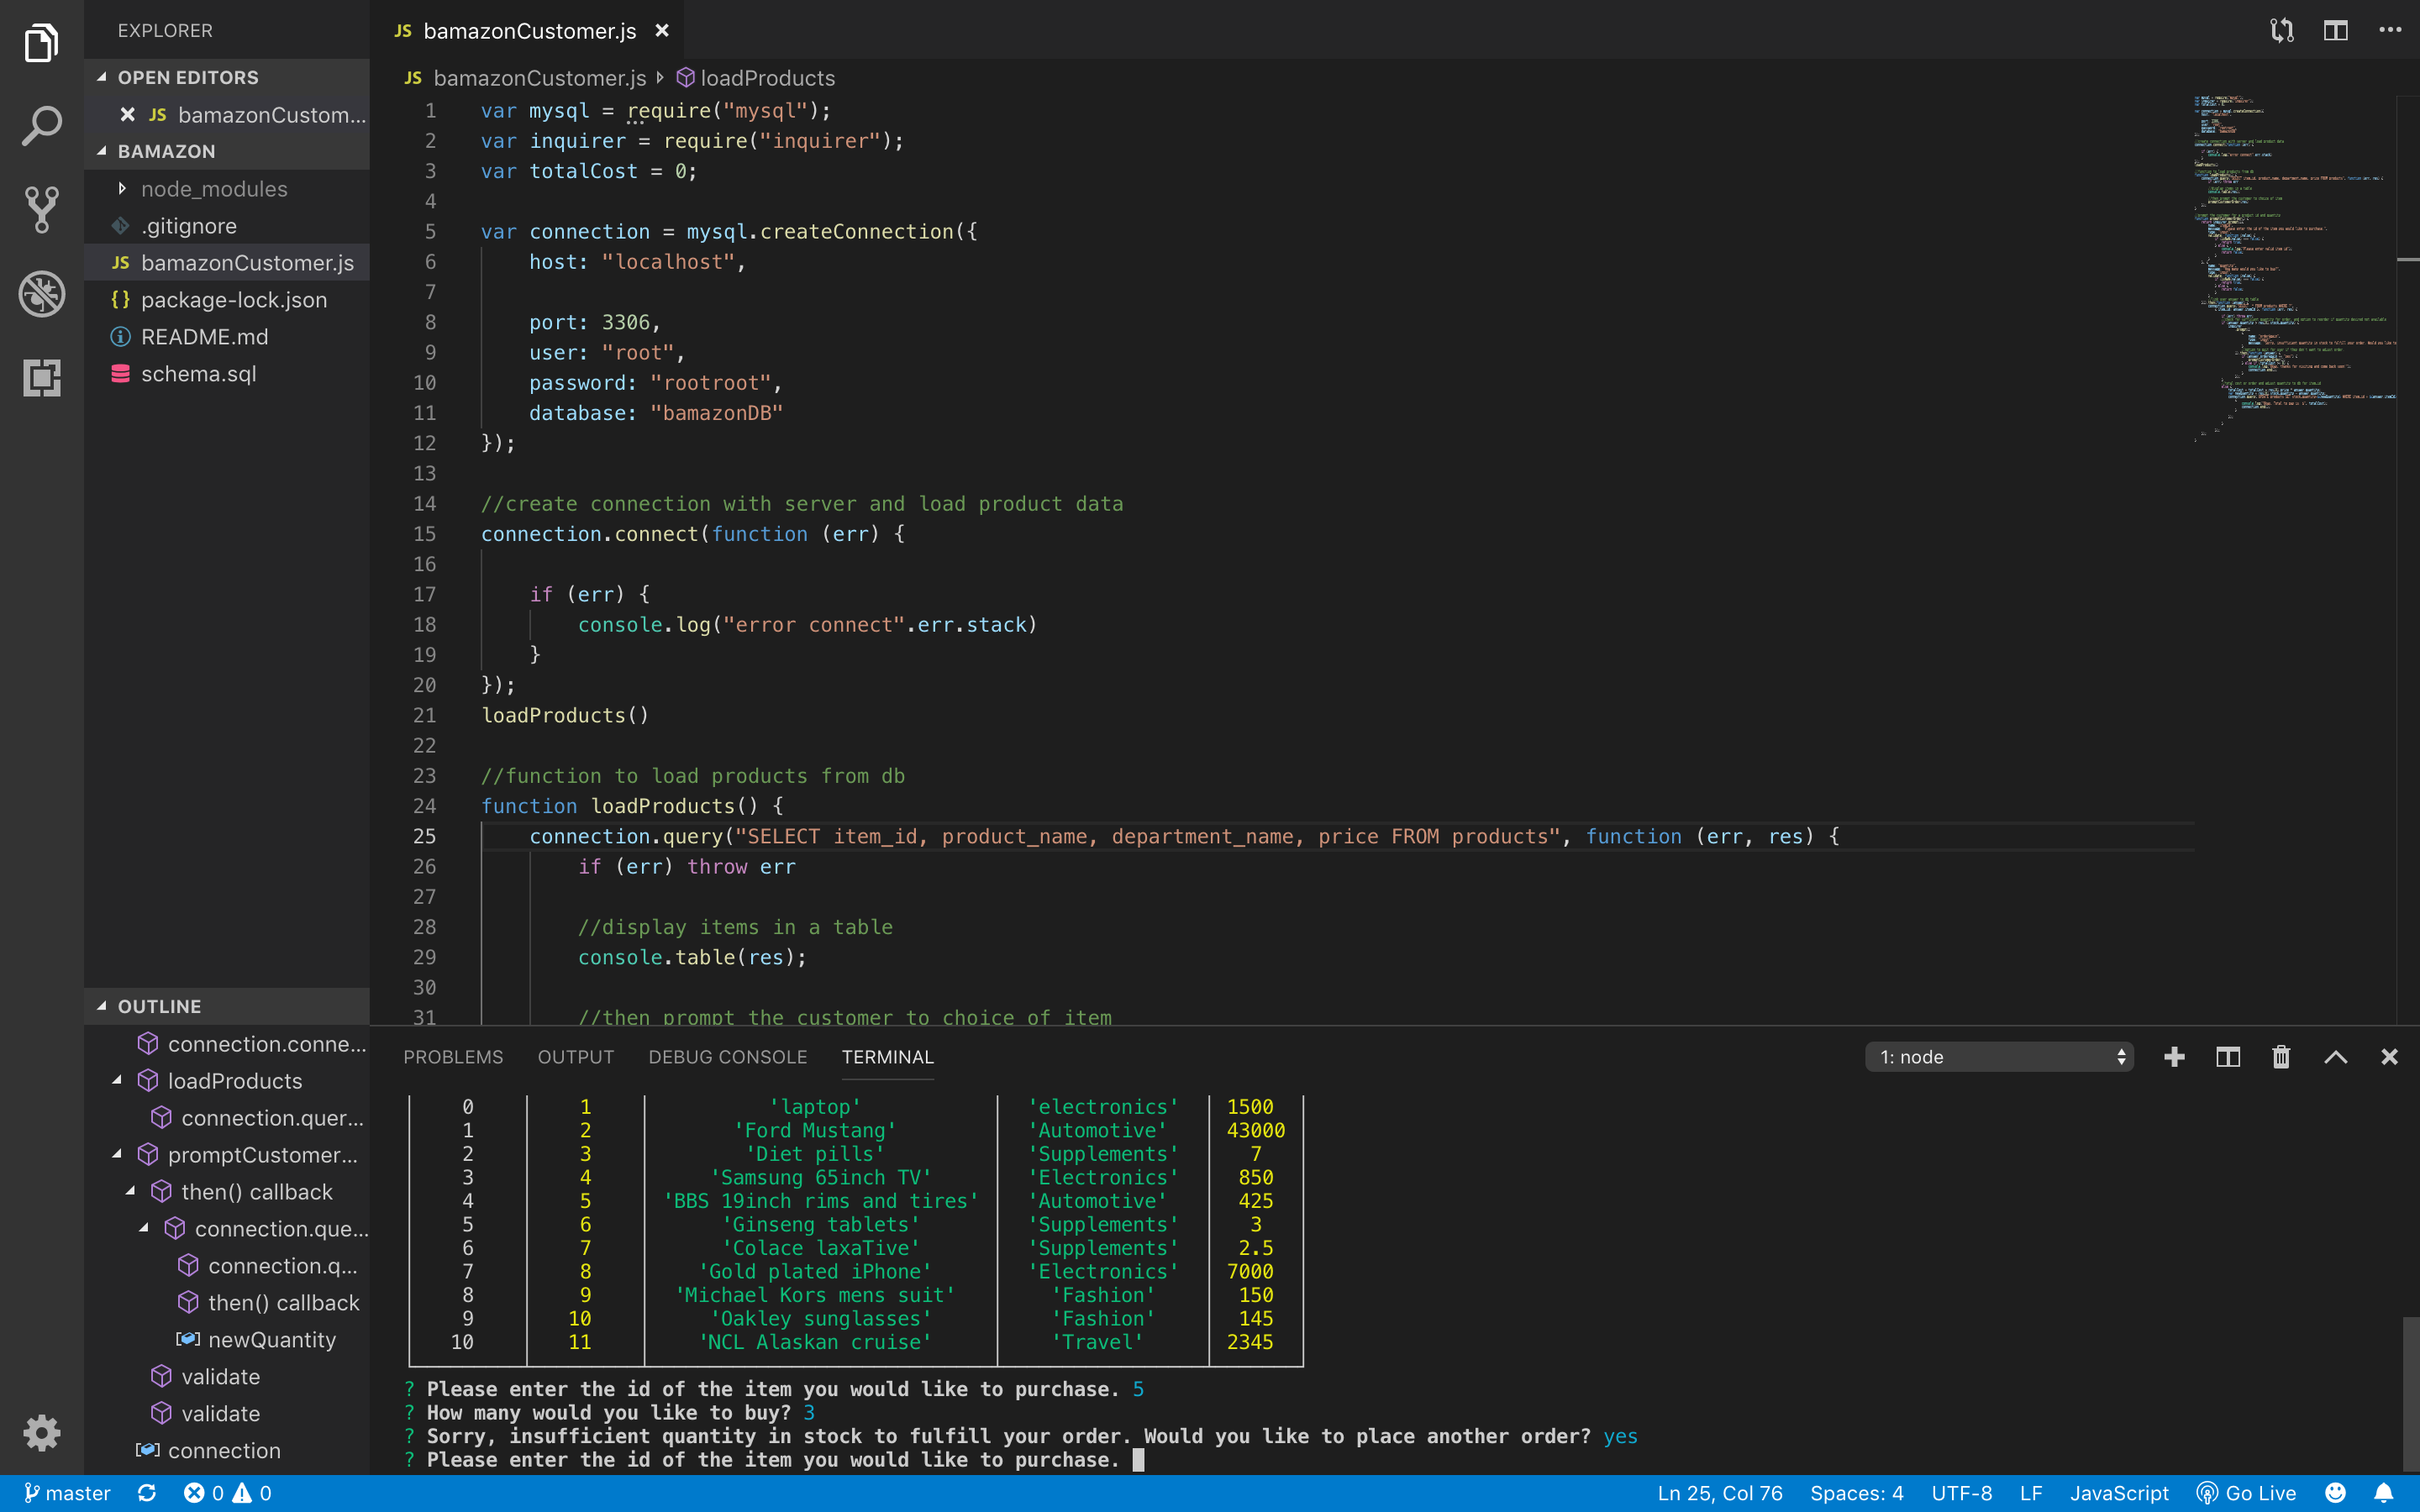 EXPLORER
OPEN EDITORS
JS bamazonCustom...
BAMAZON
node_modules
.gitignore
JS bamazonCustomer.js
{} package-lock.json
README.md
schema.sql
OUTLINE
connection.conne...
loadProducts
connection.quer...
promptCustomer...
then() callback
connection.que...
connection.q...
then() callback
newQuantity
validate
validate
connection
JS bamazonCustomer.js
JS bamazonCustomer.js loadProducts
1 var mysql = require("mysql");
2 var inquirer = require("inquirer");
3 var totalCost = 0;
4
5 var connection = mysql.createConnection({
6 host: "localhost",
7
8 port: 3306,
9 user: "root",
10 password: "rootroot",
11 database: "bamazonDB"
12 });
13
14 //create connection with server and load product data
15 connection.connect(function (err) {
16
17 if (err) {
18 console.log("error connect".err.stack)
19 }
20 });
21 loadProducts()
22
23 //function to load products from db
24 function loadProducts() {
25 connection.query("SELECT item_id, product_name, department_name, price FROM products", function (err, res) {
26 if (err) throw err
27
28 //display items in a table
29 console.table(res);
30
31 //then prompt the customer to choice of item
PROBLEMS OUTPUT DEBUG CONSOLE TERMINAL 1: node
0 1 'laptop' 'electronics' 1500
1 2 'Ford Mustang' 'Automotive' 43000
2 3 'Diet pills' 'Supplements' 7
3 4 'Samsung 65inch TV' 'Electronics' 850
4 5 'BBS 19inch rims and tires' 'Automotive' 425
5 6 'Ginseng tablets' 'Supplements' 3
6 7 'Colace laxaTive' 'Supplements' 2.5
7 8 'Gold plated iPhone' 'Electronics' 7000
8 9 'Michael Kors mens suit' 'Fashion' 150
9 10 'Oakley sunglasses' 'Fashion' 145
10 11 'NCL Alaskan cruise' 'Travel' 2345
? Please enter the id of the item you would like to purchase. 5
? How many would you like to buy? 3
? Sorry, insufficient quantity in stock to fulfill your order. Would you like to place another order? yes
? Please enter the id of the item you would like to purchase.
master 0 0 Ln 25, Col 76 Spaces: 4 UTF-8 LF JavaScript Go Live